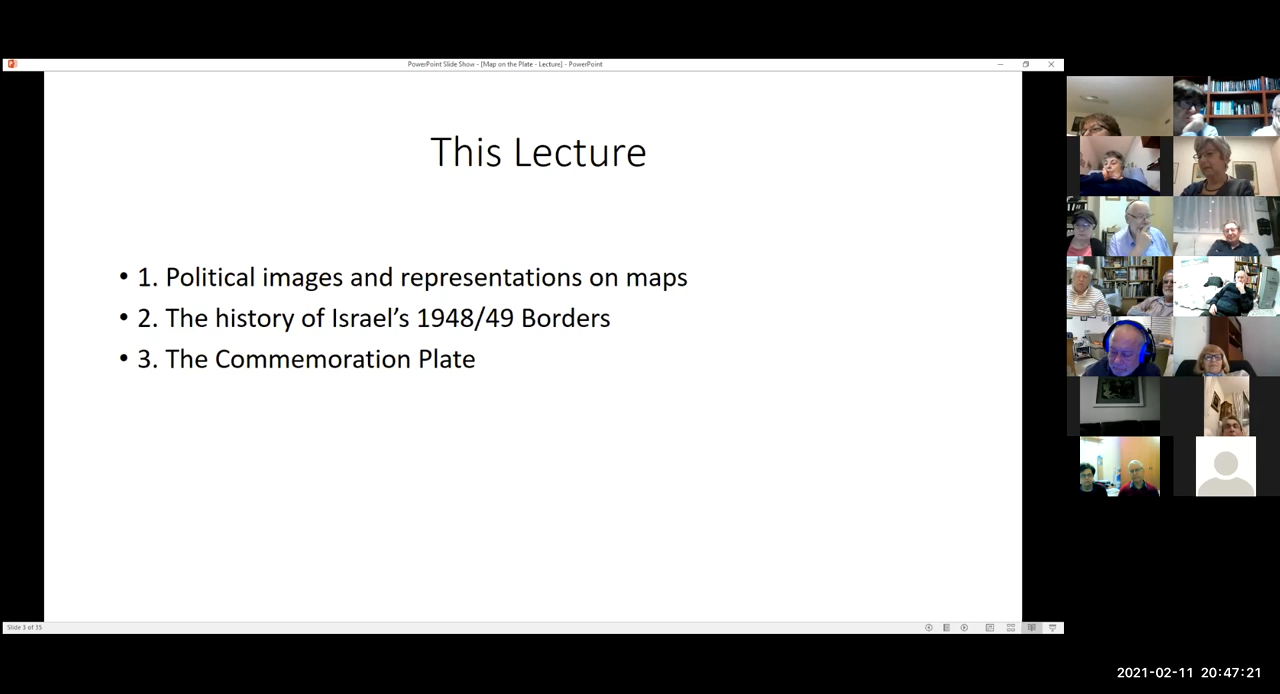 PowerPoint Slide Show - [Map on the Plate - Lecture] - PowerPoint
This Lecture
• 1. Political images and representations on maps
• 2. The history of Israel’s 1948/49 Borders
• 3. The Commemoration Plate
Slide 3 of 35
2021-02-11 20:47:21